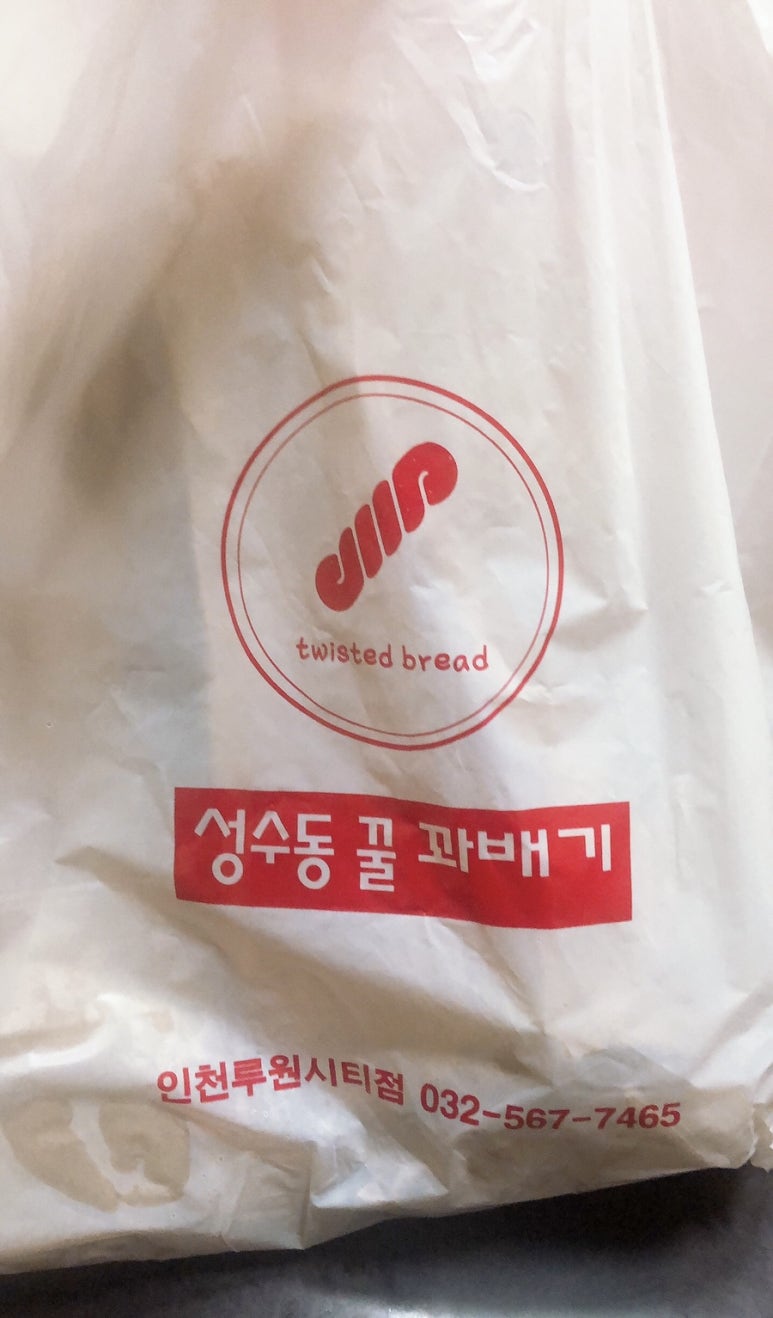 twisted bread
성수동 꿀 꽈배기
인천루원시티점 032-567-7465